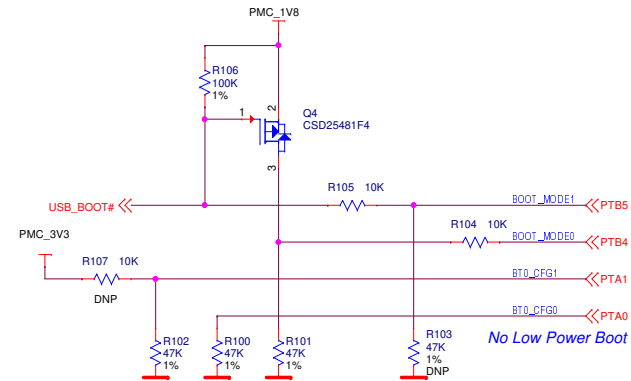 PMC_1V8
R106
100K
1%
1
2
3
Q4
CSD25481F4
USB_BOOT#
R105 10K
BOOT_MODE1
PTB5
PMC_3V3
R104 10K
BOOT_MODE0
PTB4
R107 10K
DNP
BT0_CFG1
PTA1
BT0_CFG0
PTA0
No Low Power Boot
R102
47K
1%
R100
47K
1%
R101
47K
1%
R103
47K
1%
DNP